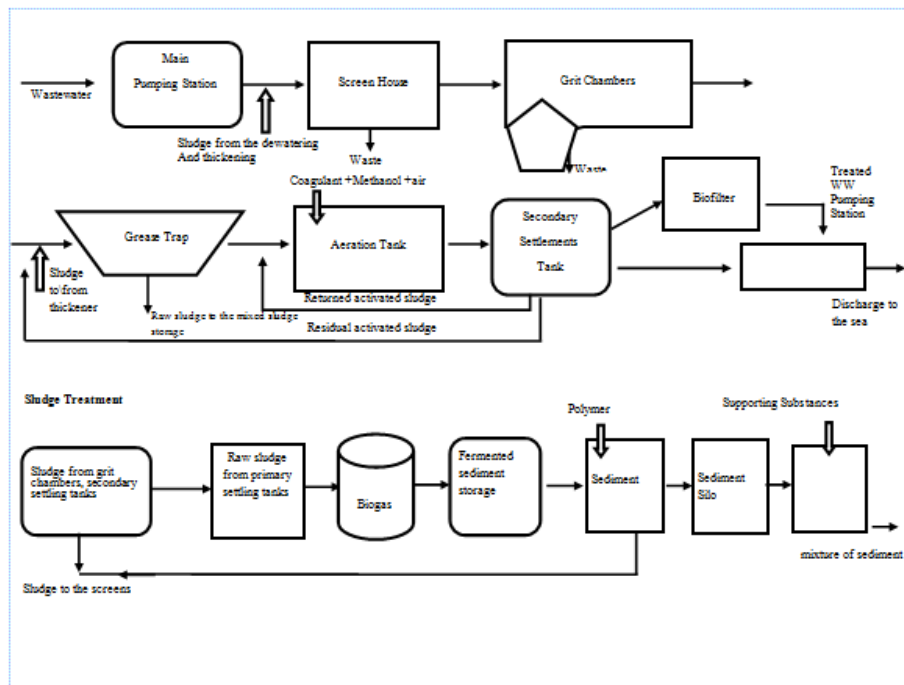 Main
Pumping Station
Screen House
Grit Chambers
Wastewater
Sludge from the dewatering
And thickening
Waste
Waste
Coagulant +Methanol +air
Treated
WW
Pumping
Station
Biofilter
Secondary
Settlements
Tank
Grease Trap
Aeration Tank
Sludge
to/from
thickener
Returned activated sludge
Discharge to
the sea
Raw sludge to the mixed sludge
storage
Residual activated sludge
Sludge Treatment
Polymer
Supporting Substances
Sludge from grit
chambers, secondary
settling tanks
Raw sludge
from primary
settling tanks
Biogas
Fermented
sediment
storage
Sediment
Sediment
Silo
mixture of sediment
Sludge to the screens